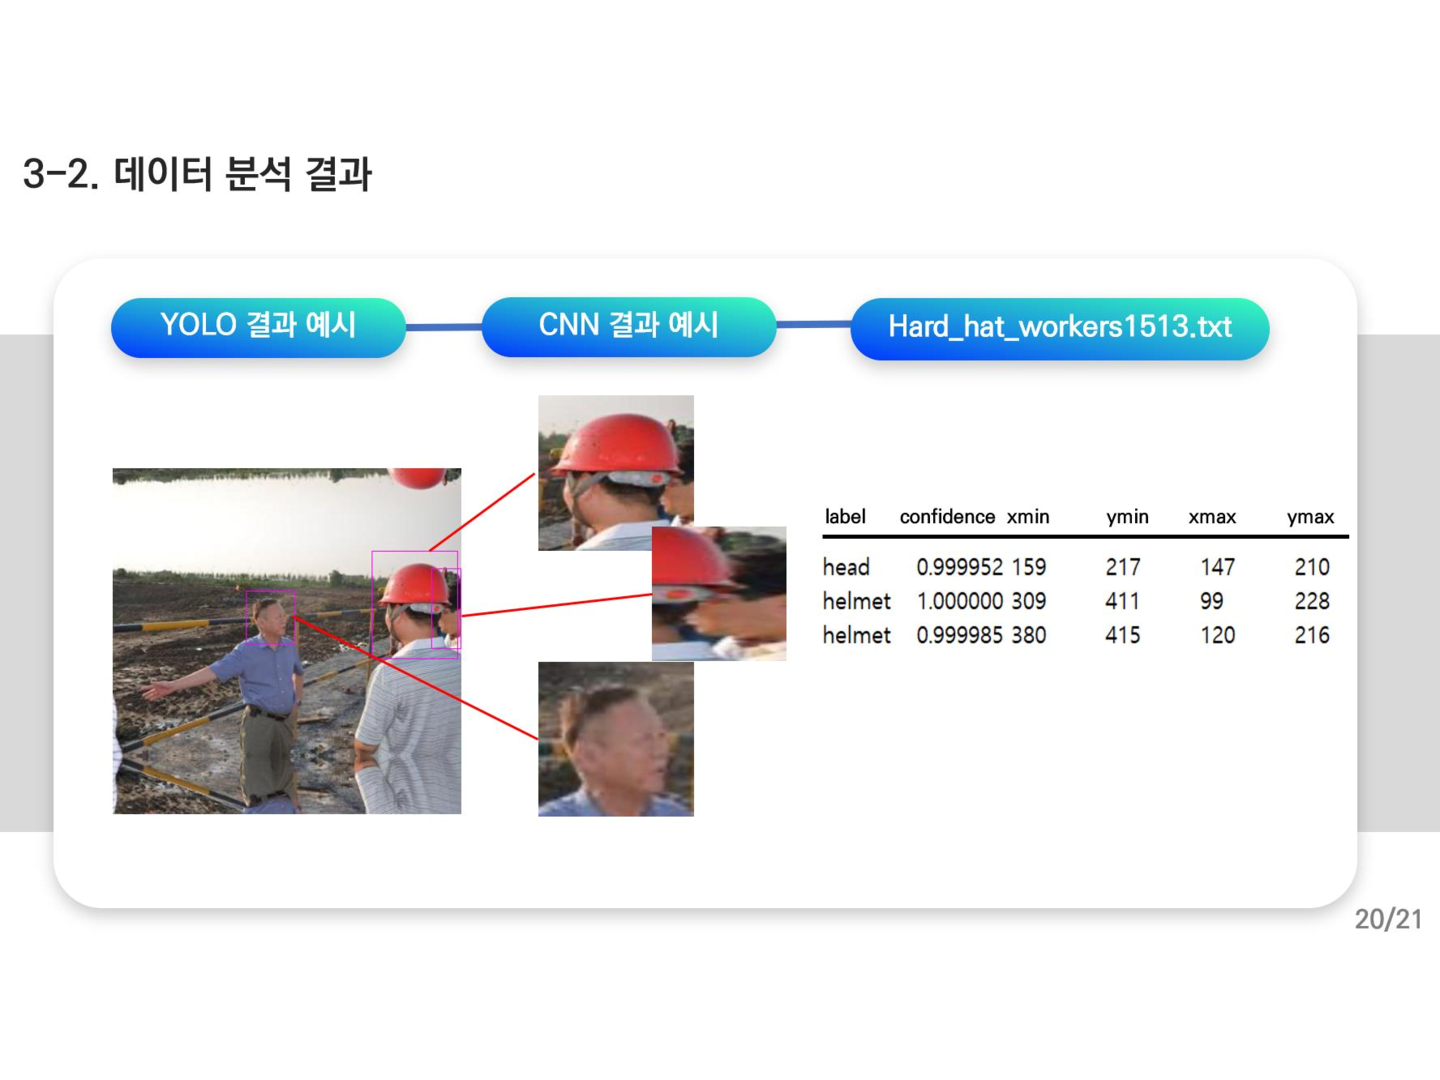 3-2. 데이터 분석 결과
YOLO 결과 예시
CNN 결과 예시
Hard_hat_workers1513.txt
label confidence xmin ymin xmax ymax
head 0.999952 159 217 147 210
helmet 1.000000 309 411 99 228
helmet 0.999985 380 415 120 216
20/21